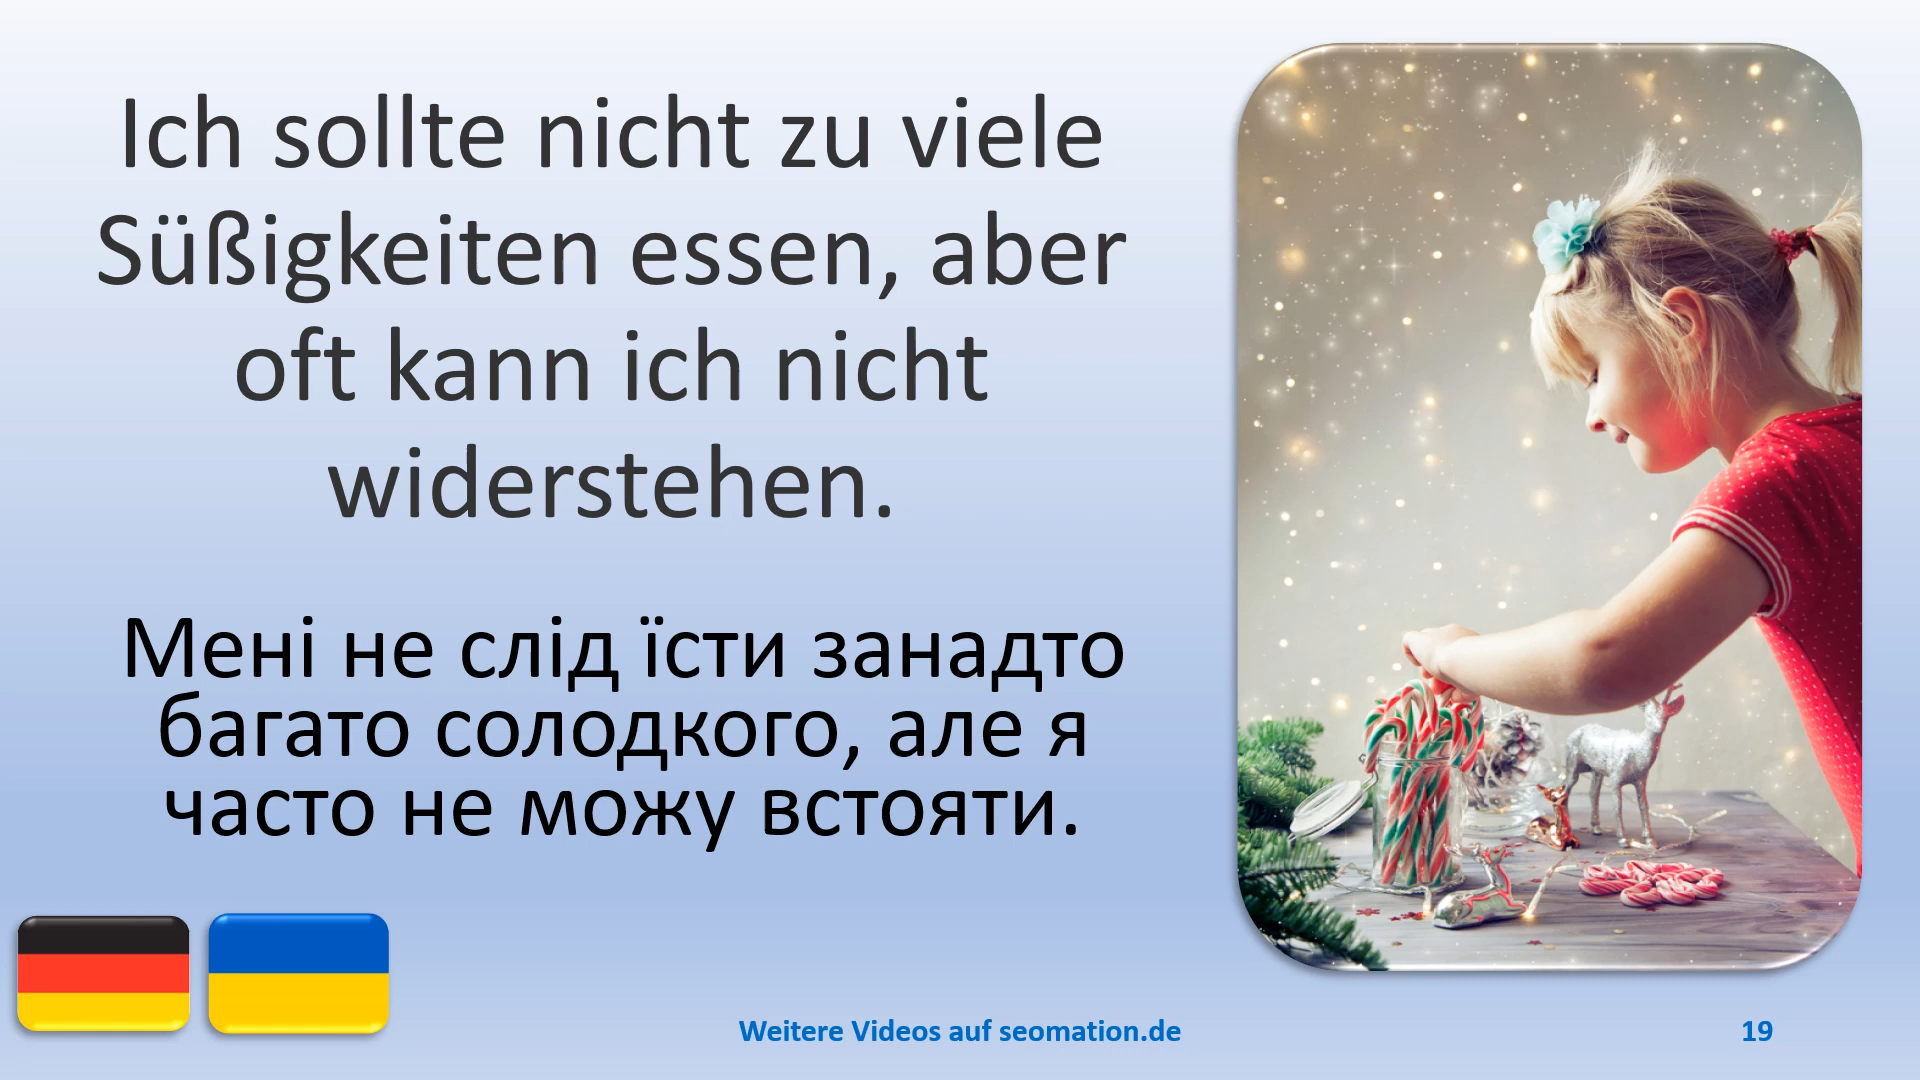 Ich sollte nicht zu viele
Süßigkeiten essen, aber
oft kann ich nicht
widerstehen.
Мені не слід їсти занадто
багато солодкого, але я
часто не можу встояти.
Weitere Videos auf seomation.de
19